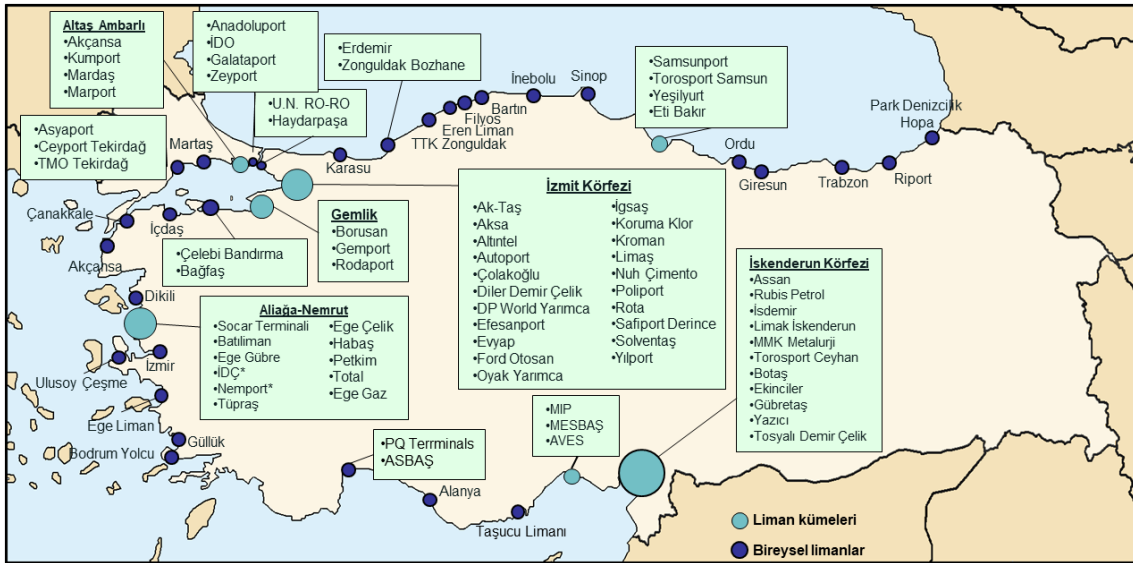 Altaş Ambarlı
•Akçansa
•Kumport
•Mardaş
•Marport
•Anadoluport
•İDO
•Galataport
•Zeyport
•Erdemir
•Zonguldak Bozhane
•U.N. RO-RO
•Haydarpaşa
•Asyaport
•Ceyport Tekirdağ
•TMO Tekirdağ
Martaş
Karasu
TTK Zonguldak
Eren Liman
Filyos
Bartın
İnebolu
Sinop
•Samsunport
•Torosport Samsun
•Yeşilyurt
•Eti Bakır
Ordu
Giresun
Trabzon
Riport
Park Denizcilik
Hopa
Çanakkale
İçdaş
Akçansa
•Çelebi Bandırma
•Bağfaş
Gemlik
•Borusan
•Gemport
•Rodaport
İzmit Körfezi
•Ak-Taş
•Aksa
•Altıntel
•Autoport
•Çolakoğlu
•Diler Demir Çelik
•DP World Yarımca
•Efesanport
•Evyap
•Ford Otosan
•Oyak Yarımca
•İgsaş
•Koruma Klor
•Kroman
•Limaş
•Nuh Çimento
•Poliport
•Rota
•Safiport Derince
•Solventaş
•Yılport
İskenderun Körfezi
•Assan
•Rubis Petrol
•İsdemir
•Limak İskenderun
•MMK Metalurji
•Torosport Ceyhan
•Botaş
•Ekinciler
•Gübretaş
•Yazıcı
•Tosyalı Demir Çelik
Dikili
Aliağa-Nemrut
•Socar Terminali
•Batıliman
•Ege Gübre
•İDÇ*
•Nemport*
•Tüpraş
•Ege Çelik
•Habaş
•Petkim
•Total
•Ege Gaz
İzmir
Ulusoy Çeşme
Ege Liman
Güllük
Bodrum Yolcu
•PQ Terrminals
•ASBAŞ
•MIP
•MESBAŞ
•AVES
Alanya
Taşucu Limanı
Liman kümeleri
Bireysel limanlar